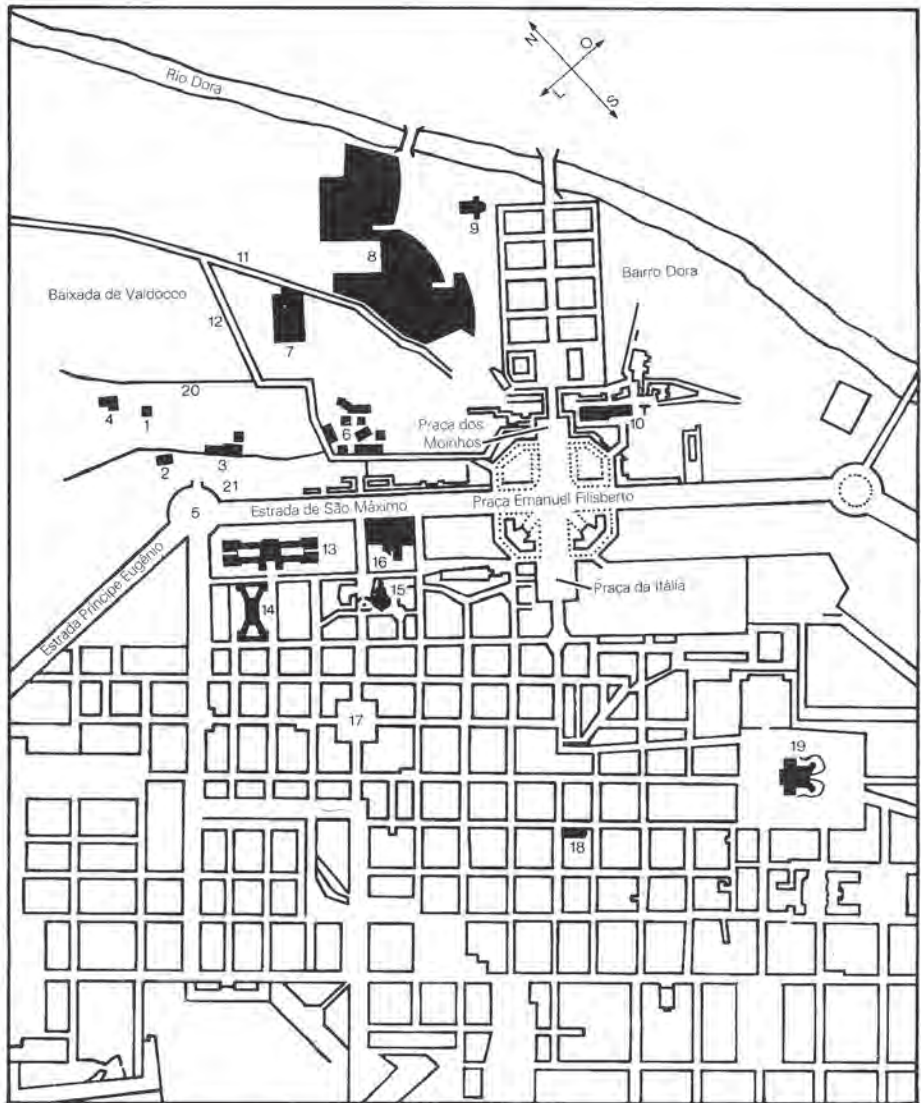 N
O
L
S
Rio Dora
9
8
11
Bairro Dora
Baixada de Valdocco
12
7
20
4
1
6
Praça dos
Moinhos
10
2
3
21
5
Estrada de São Máximo
Praça Emanuel Filisberto
13
16
Estrada Príncipe Eugênio
14
15
Praça da Itália
17
19
18